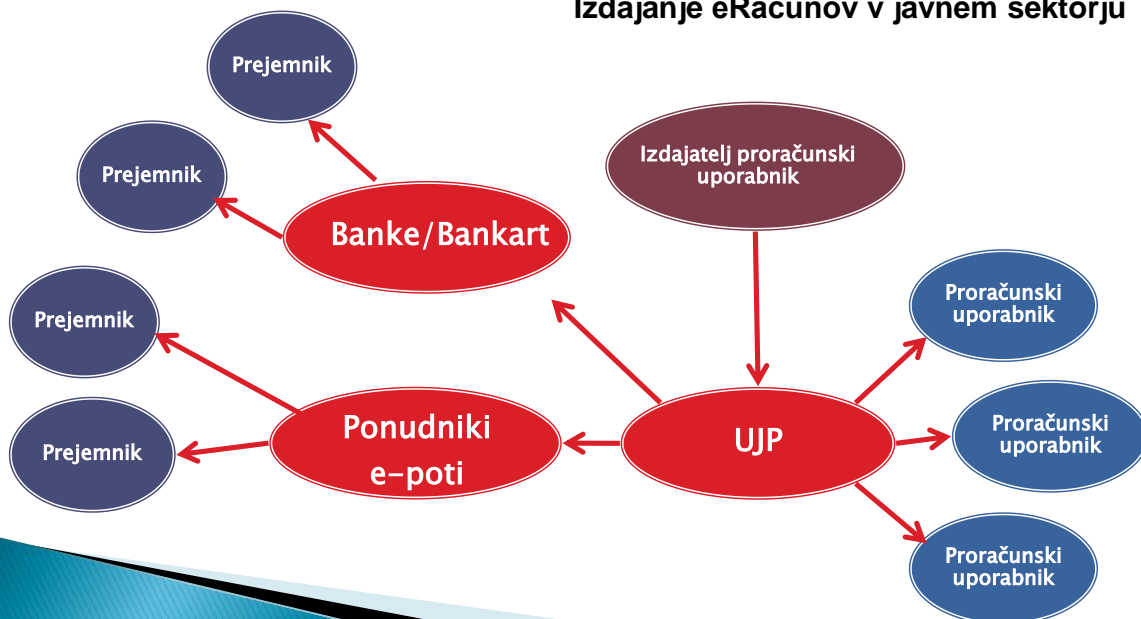 Izdajanje eRačunov v javnem sektorju
Prejemnik
Prejemnik
Izdajatelj proračunski
uporabnik
Banke/Bankart
Prejemnik
Proračunski
uporabnik
Prejemnik
Ponudniki
e-poti
UJP
Proračunski
uporabnik
Proračunski
uporabnik